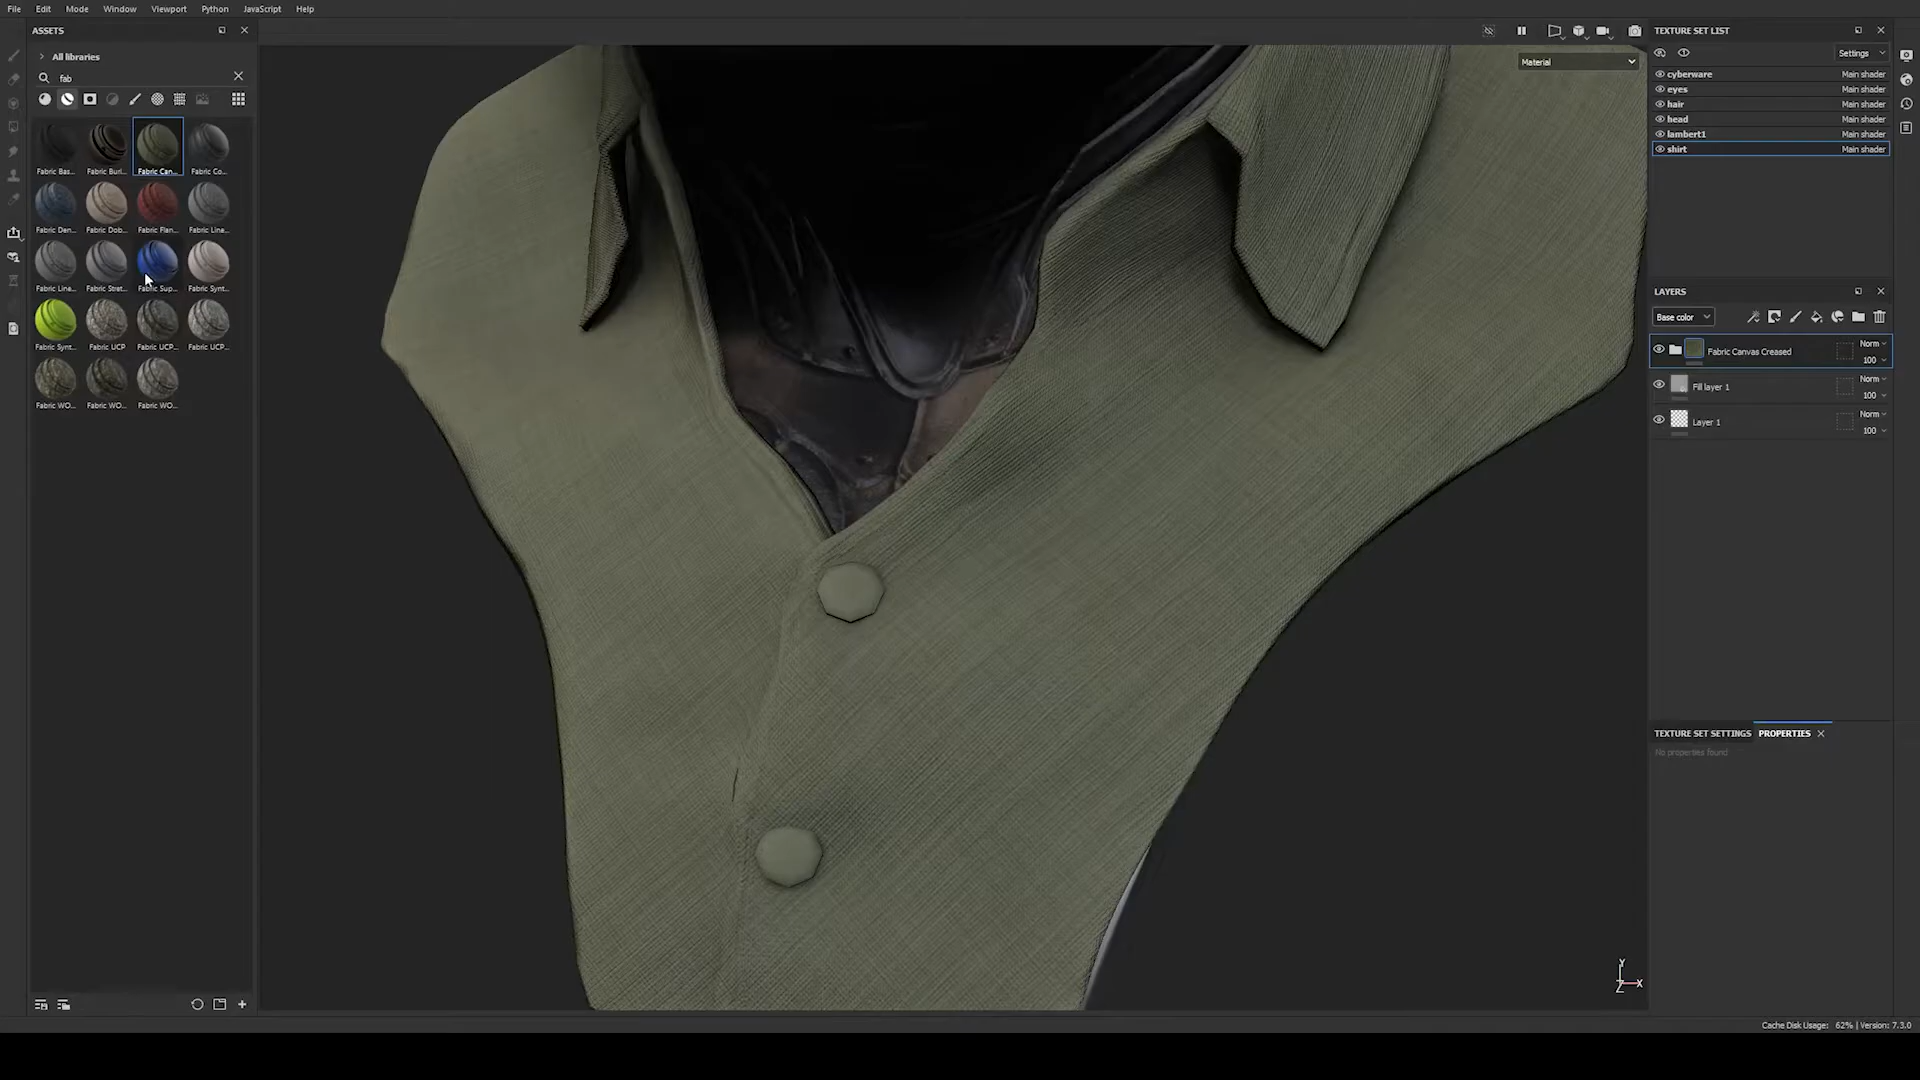 File Edit Mode Window Viewport Python JavaScript Help
ASSETS
All libraries
fab
Fabric Bas... Fabric Burl... Fabric Can... Fabric Co...
Fabric Den... Fabric Dob... Fabric Flan... Fabric Line...
Fabric Line... Fabric Stret... Fabric Sup... Fabric Synt...
Fabric Synt... Fabric UCP Fabric UCP... Fabric UCP...
Fabric WO... Fabric WO... Fabric WO...
Material
Y
X
Z
TEXTURE SET LIST
Settings
cyberware Main shader
eyes Main shader
hair Main shader
head Main shader
lambert1 Main shader
shirt Main shader
LAYERS
Base color
Fabric Canvas Creased Norm 100
Fill layer 1 Norm 100
Layer 1 Norm 100
TEXTURE SET SETTINGS PROPERTIES
No properties found
Cache Disk Usage: 62% | Version: 7.3.0